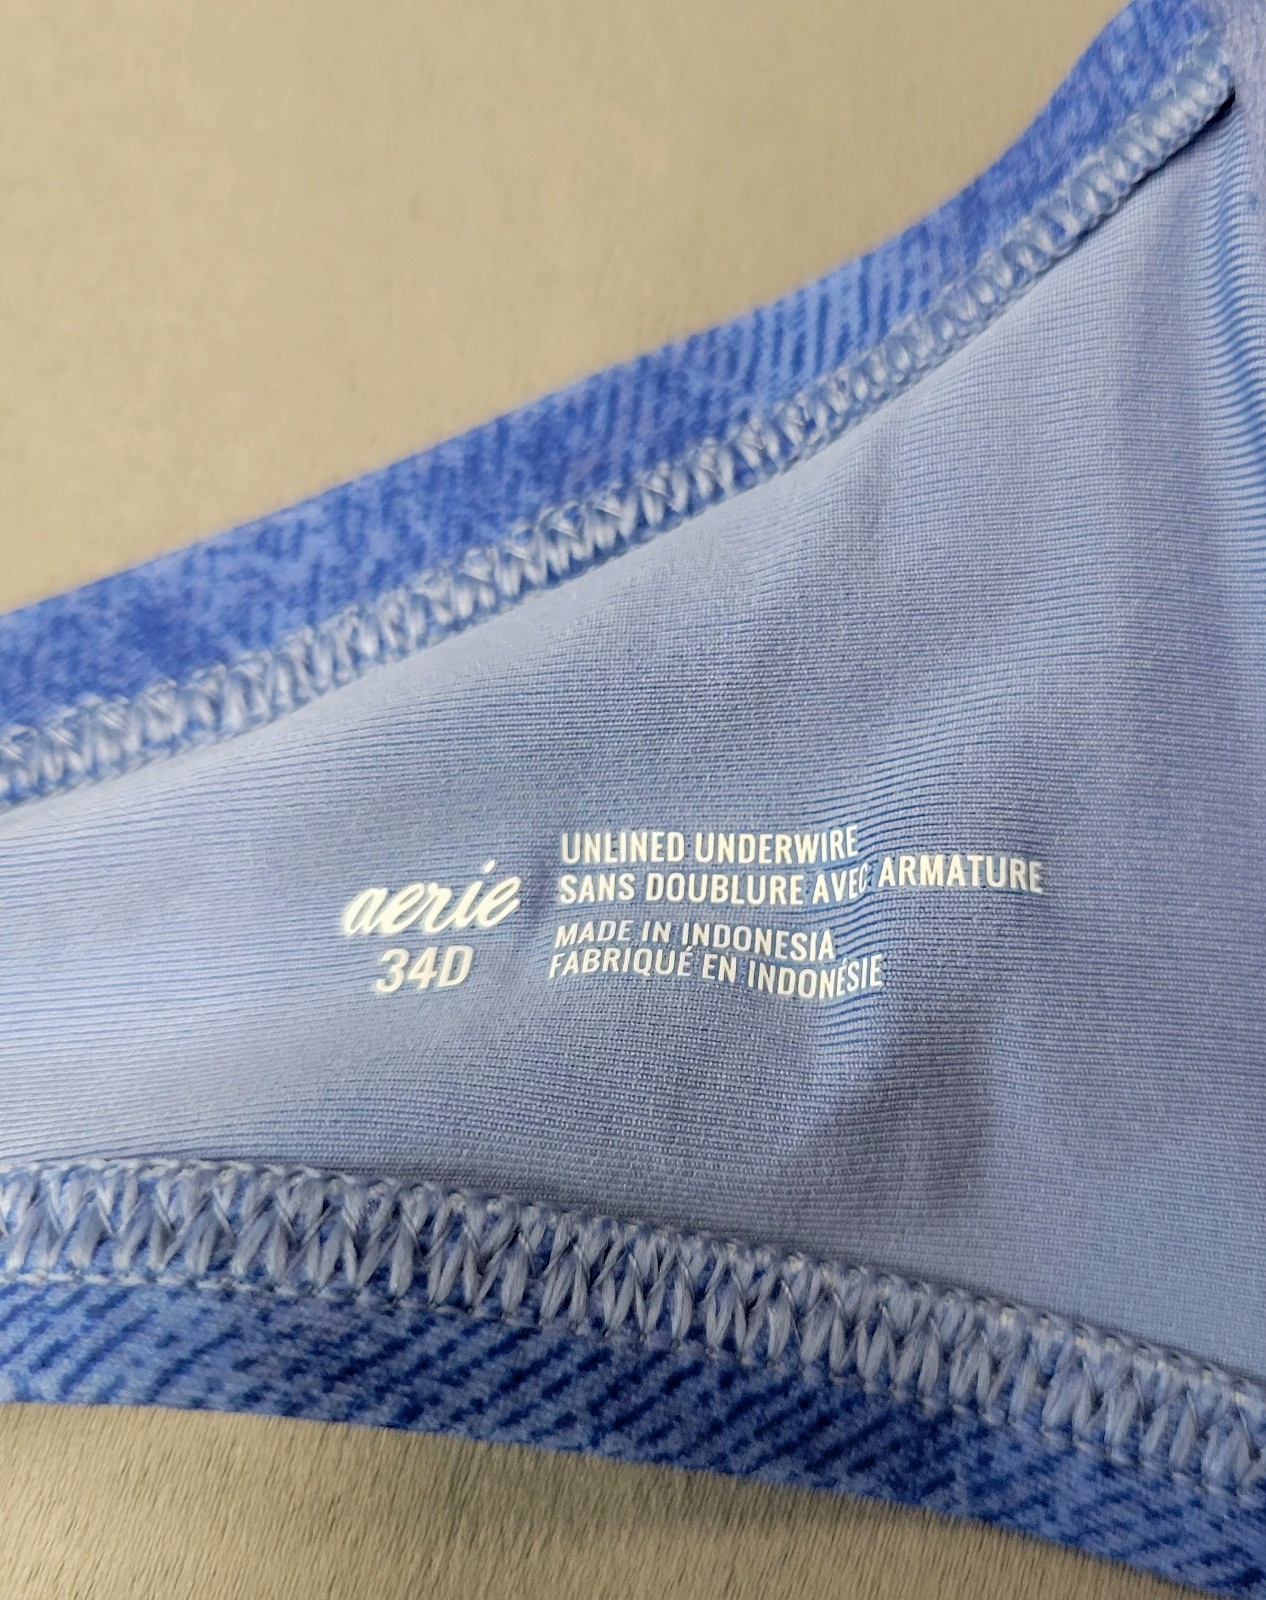 aerie
34D
UNLINED UNDERWIRE
SANS DOUBLURE AVEC ARMATURE
MADE IN INDONESIA
FABRIQUÉ EN INDONÉSIE